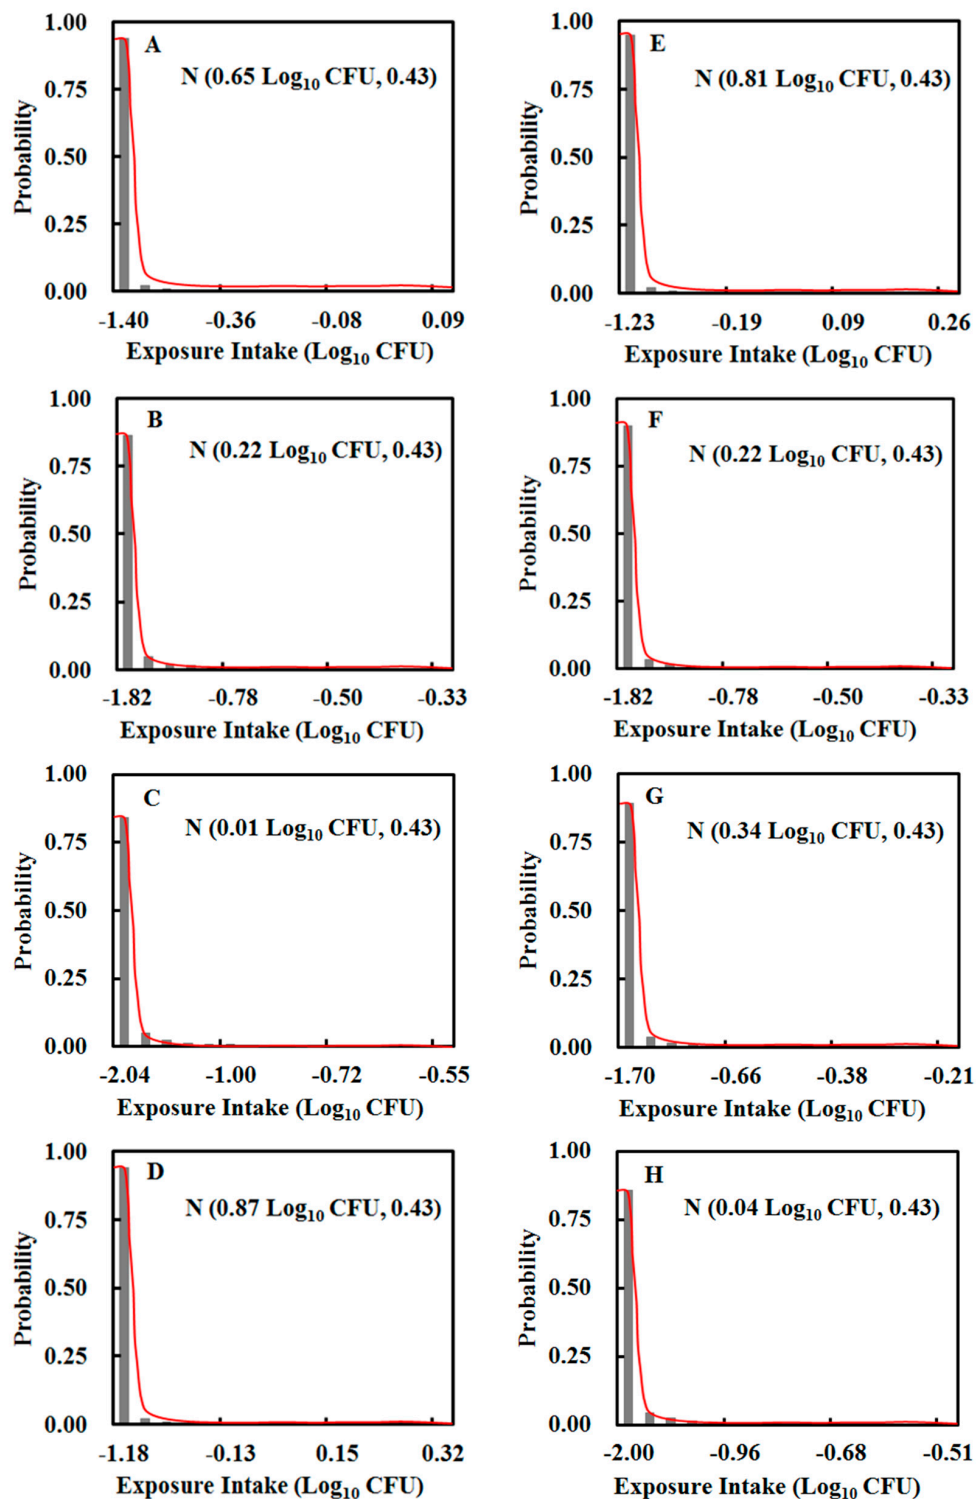 A
N (0.65 Log10 CFU, 0.43)
1.00
0.75
0.50
0.25
0.00
Probability
-1.40 -0.36 -0.08 0.09
Exposure Intake (Log10 CFU)
E
N (0.81 Log10 CFU, 0.43)
1.00
0.75
0.50
0.25
0.00
Probability
-1.23 -0.19 0.09 0.26
Exposure Intake (Log10 CFU)
B
N (0.22 Log10 CFU, 0.43)
1.00
0.75
0.50
0.25
0.00
Probability
-1.82 -0.78 -0.50 -0.33
Exposure Intake (Log10 CFU)
F
N (0.22 Log10 CFU, 0.43)
1.00
0.75
0.50
0.25
0.00
Probability
-1.82 -0.78 -0.50 -0.33
Exposure Intake (Log10 CFU)
C
N (0.01 Log10 CFU, 0.43)
1.00
0.75
0.50
0.25
0.00
Probability
-2.04 -1.00 -0.72 -0.55
Exposure Intake (Log10 CFU)
G
N (0.34 Log10 CFU, 0.43)
1.00
0.75
0.50
0.25
0.00
Probability
-1.70 -0.66 -0.38 -0.21
Exposure Intake (Log10 CFU)
D
N (0.87 Log10 CFU, 0.43)
1.00
0.75
0.50
0.25
0.00
Probability
-1.18 -0.13 0.15 0.32
Exposure Intake (Log10 CFU)
H
N (0.04 Log10 CFU, 0.43)
1.00
0.75
0.50
0.25
0.00
Probability
-2.00 -0.96 -0.68 -0.51
Exposure Intake (Log10 CFU)